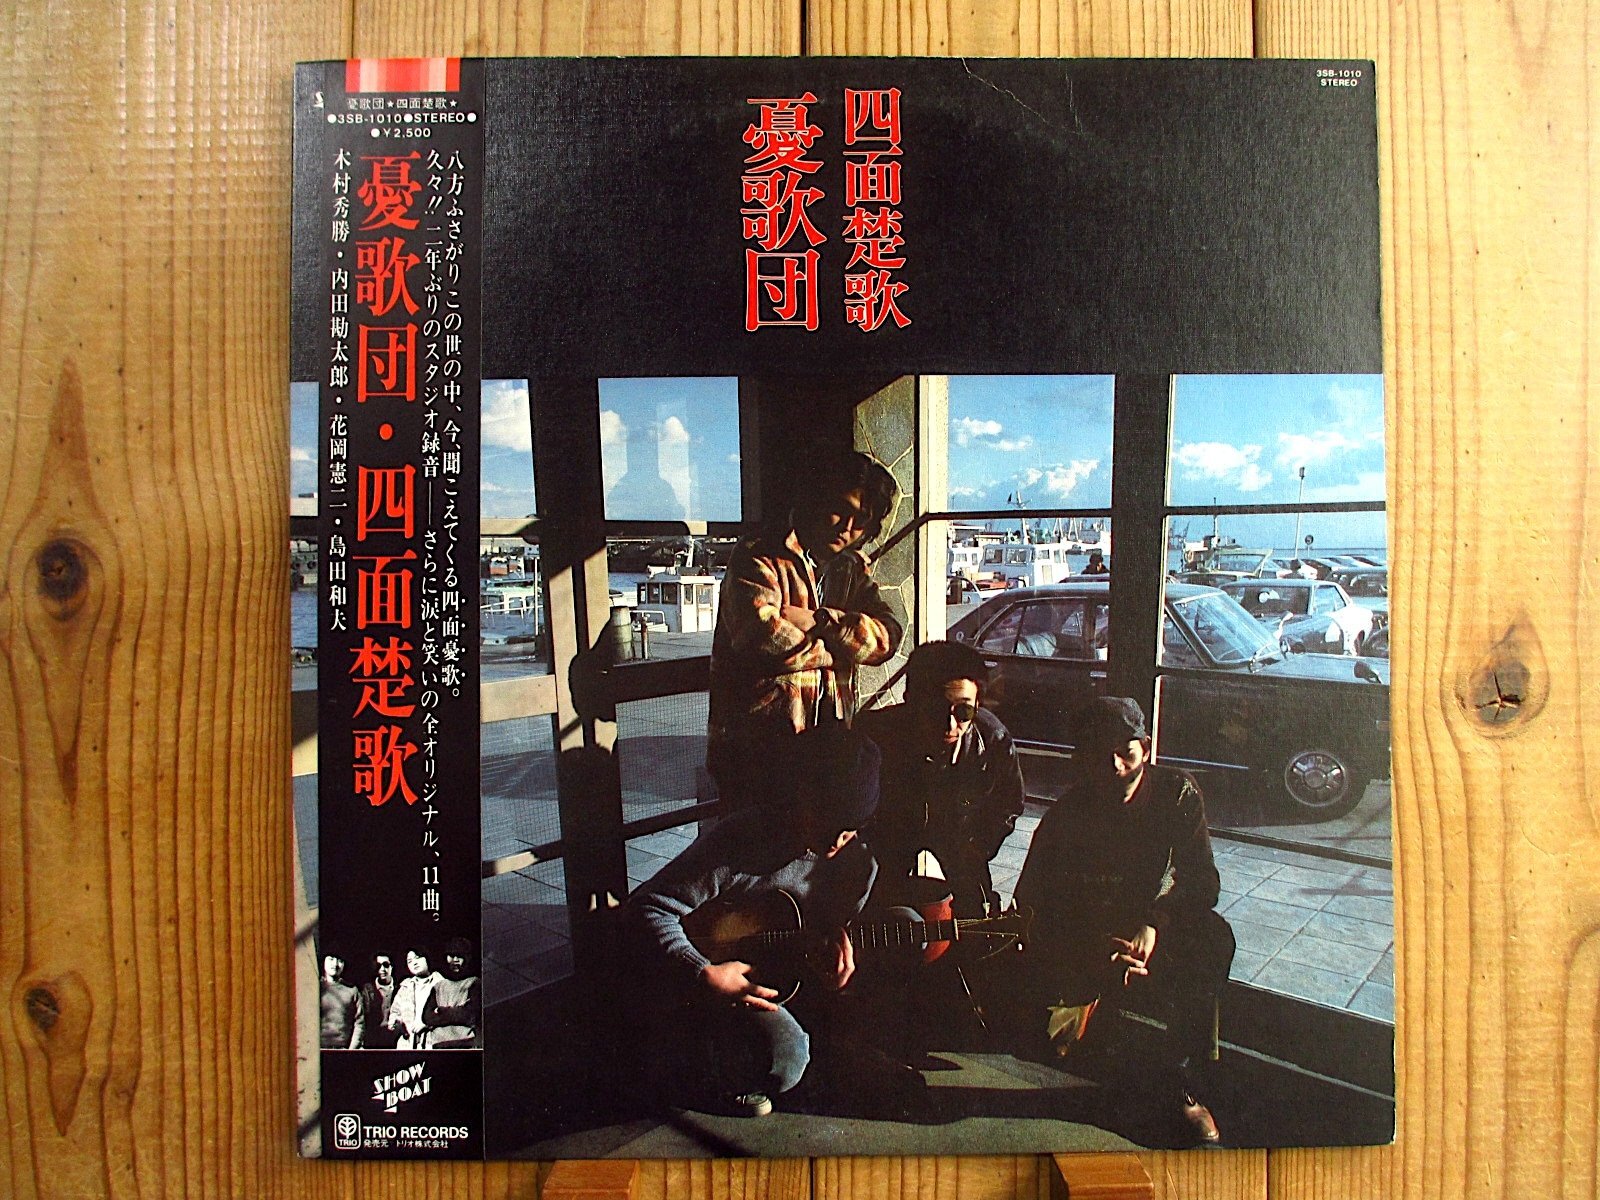 憂歌団★四面楚歌★
●3SB-1010●STEREO●
●￥2,500
八方ふさがりこの世の中、今、聞こえてくる四面憂歌。
久々!! 二年ぶりのスタジオ録音——さらに涙と笑いの全オリジナル、11曲。
憂歌団・四面楚歌
木村秀勝・内田勘太郎・花岡憲二・島田和夫
SHOW BOAT
TRIO
TRIO RECORDS
発売元 トリオ株式会社
四面楚歌
憂歌団
3SB-1010
STEREO